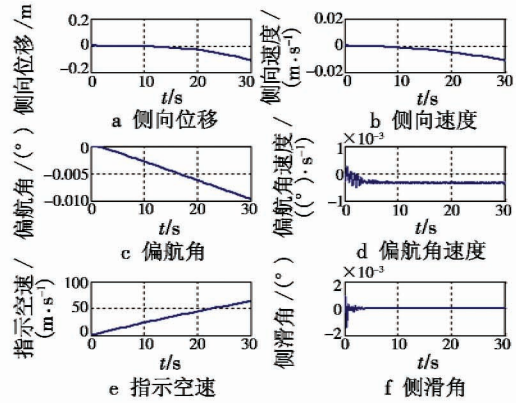 侧向位移/m
0.2
0
-0.2
0 10 20 30
t/s
a 侧向位移
侧向速度/
(m·s⁻¹)
0.02
0
-0.02
0 10 20 30
t/s
b 侧向速度
偏航角/(°)
0
-0.005
-0.010
0 10 20 30
t/s
c 偏航角
偏航角速度/
((°)·s⁻¹)
×10⁻³
1
0
-1
0 10 20 30
t/s
d 偏航角速度
指示空速/
(m·s⁻¹)
100
50
0
0 10 20 30
t/s
e 指示空速
侧滑角/(°)
×10⁻³
2
0
-2
0 10 20 30
t/s
f 侧滑角